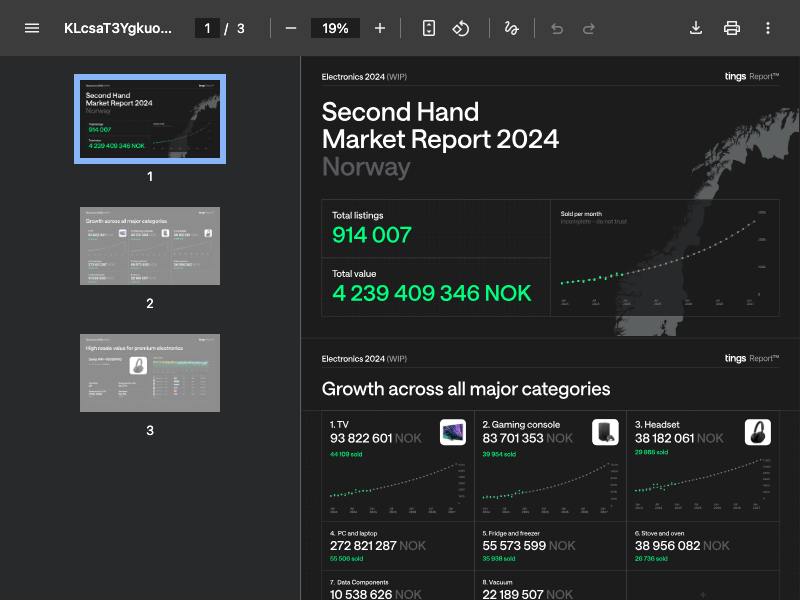 KLcsaT3Ygkuo...
1 / 3
19%
1
2
3
Electronics 2024 (WIP)
tings Report™
Second Hand
Market Report 2024
Norway
Total listings
914 007
Total value
4 239 409 346 NOK
Sold per month
Incomplete—do not trust
Electronics 2024 (WIP)
tings Report™
Growth across all major categories
1. TV
93 822 601 NOK
44 109 sold
2. Gaming console
83 701 353 NOK
39 954 sold
3. Headset
38 182 061 NOK
29 868 sold
4. PC and laptop
272 821 287 NOK
55 506 sold
5. Fridge and freezer
55 573 599 NOK
35 938 sold
6. Stove and oven
38 956 082 NOK
26 736 sold
7. Data Components
10 538 626 NOK
8. Vacuum
22 189 507 NOK